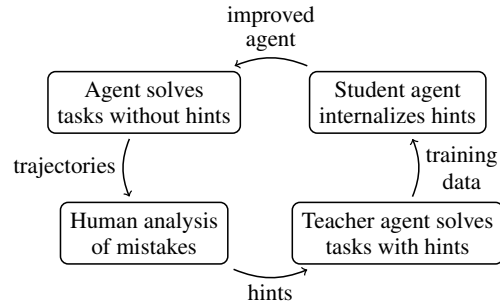 improved
agent
Agent solves
tasks without hints
Student agent
internalizes hints
trajectories
training
data
Human analysis
of mistakes
Teacher agent solves
tasks with hints
hints